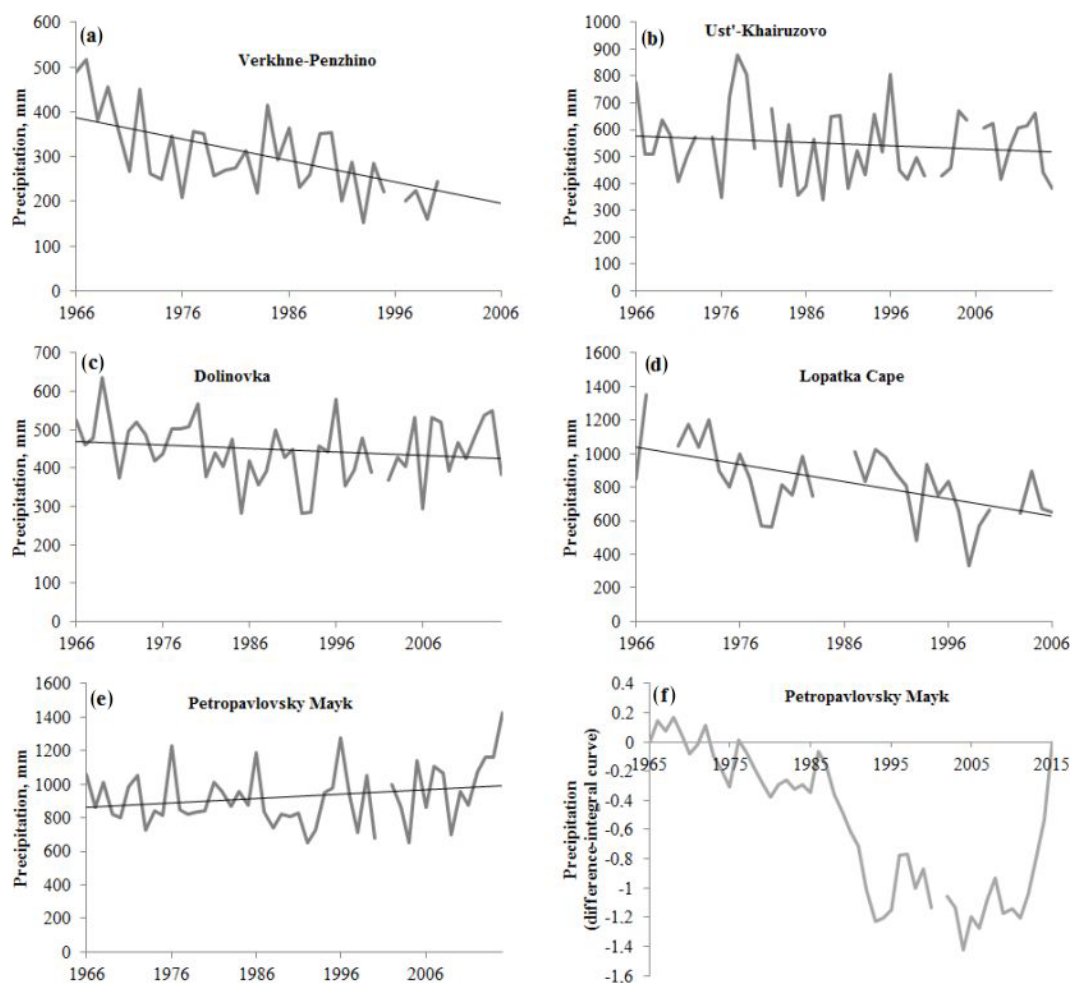 (a)
Verkhne-Penzhino
Precipitation, mm
600
500
400
300
200
100
0
1966 1976 1986 1996 2006
(b)
Ust'-Khairuzovo
Precipitation, mm
1000
900
800
700
600
500
400
300
200
100
0
1966 1976 1986 1996 2006
(c)
Dolinovka
Precipitation, mm
700
600
500
400
300
200
100
0
1966 1976 1986 1996 2006
(d)
Lopatka Cape
Precipitation, mm
1600
1400
1200
1000
800
600
400
200
0
1966 1976 1986 1996 2006
(e)
Petropavlovsky Mayk
Precipitation, mm
1600
1400
1200
1000
800
600
400
200
0
1966 1976 1986 1996 2006
(f)
Petropavlovsky Mayk
Precipitation
(difference-integral curve)
0.4
0.2
0
-0.2
-0.4
-0.6
-0.8
-1
-1.2
-1.4
-1.6
1965 1975 1985 1995 2005 2015